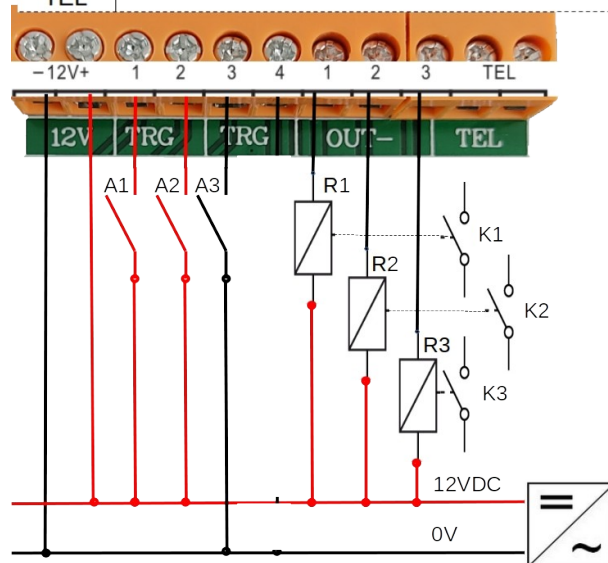 TEL
−12V+ 1 2 3 4 1 2 3 TEL
12V TRG TRG OUT− TEL
A1 A2 A3 R1
K1
R2
K2
R3
K3
12VDC
0V